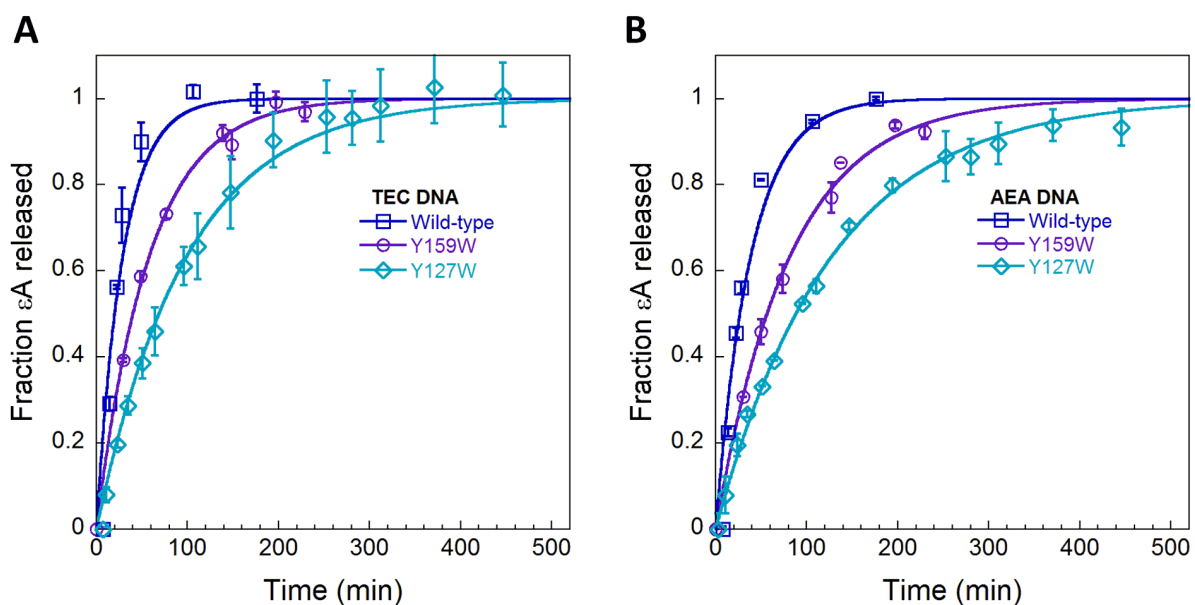 A
Fraction εA released
1
0.8
0.6
0.4
0.2
0
TEC DNA
Wild-type
Y159W
Y127W
0 100 200 300 400 500
Time (min)
B
Fraction εA released
1
0.8
0.6
0.4
0.2
0
AEA DNA
Wild-type
Y159W
Y127W
0 100 200 300 400 500
Time (min)